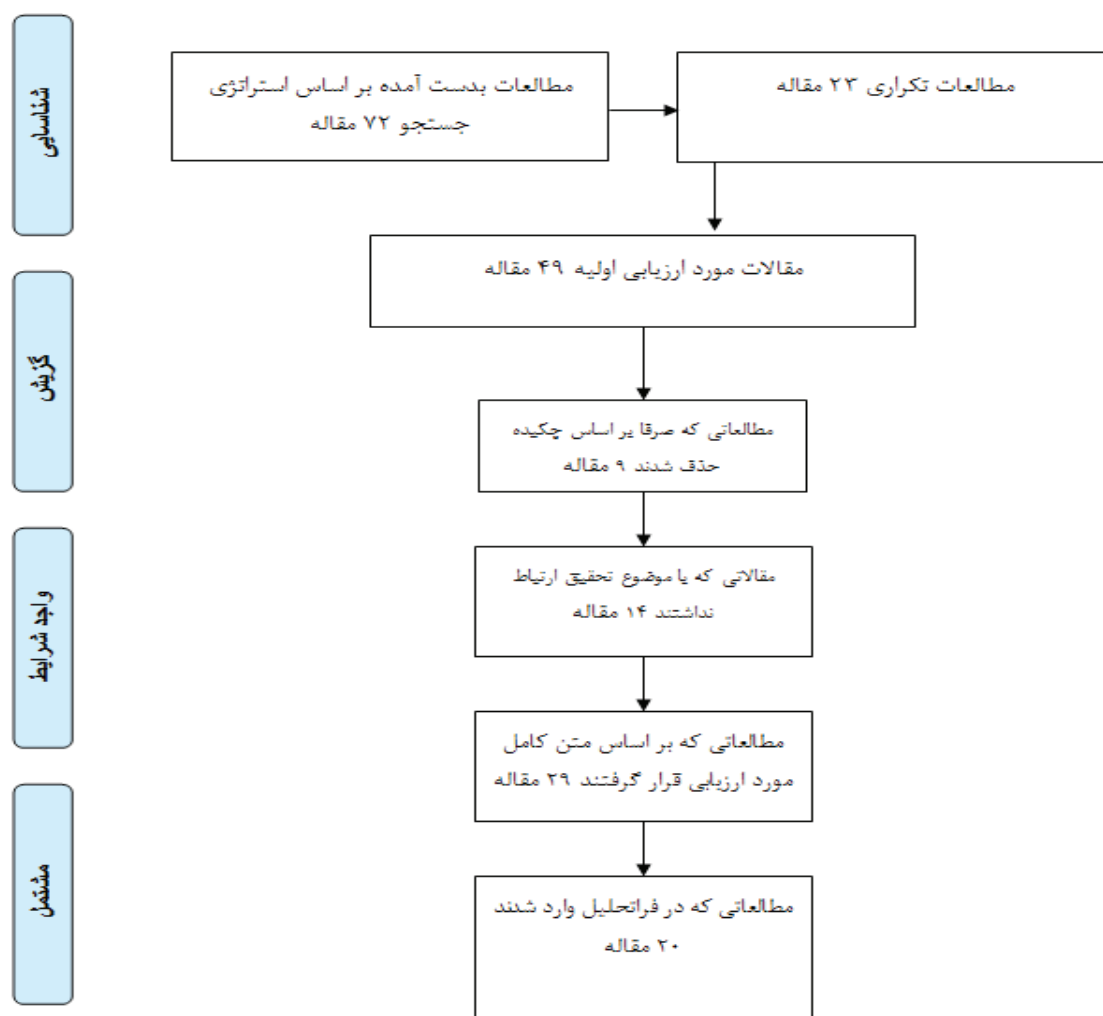 شناسایی
مطالعات بدست آمده بر اساس استراتژی
جستجو ۷۲ مقاله
مطالعات تکراری ۲۳ مقاله
مقالات مورد ارزیابی اولیه ۴۹ مقاله
گزینش
مطالعاتی که صرفا بر اساس چکیده
حذف شدند ۹ مقاله
واجد شرایط
مقالاتی که با موضوع تحقیق ارتباط
نداشتند ۱۴ مقاله
مطالعاتی که بر اساس متن کامل
مورد ارزیابی قرار گرفتند ۲۹ مقاله
مشتمل
مطالعاتی که در فراتحلیل وارد شدند
۲۰ مقاله